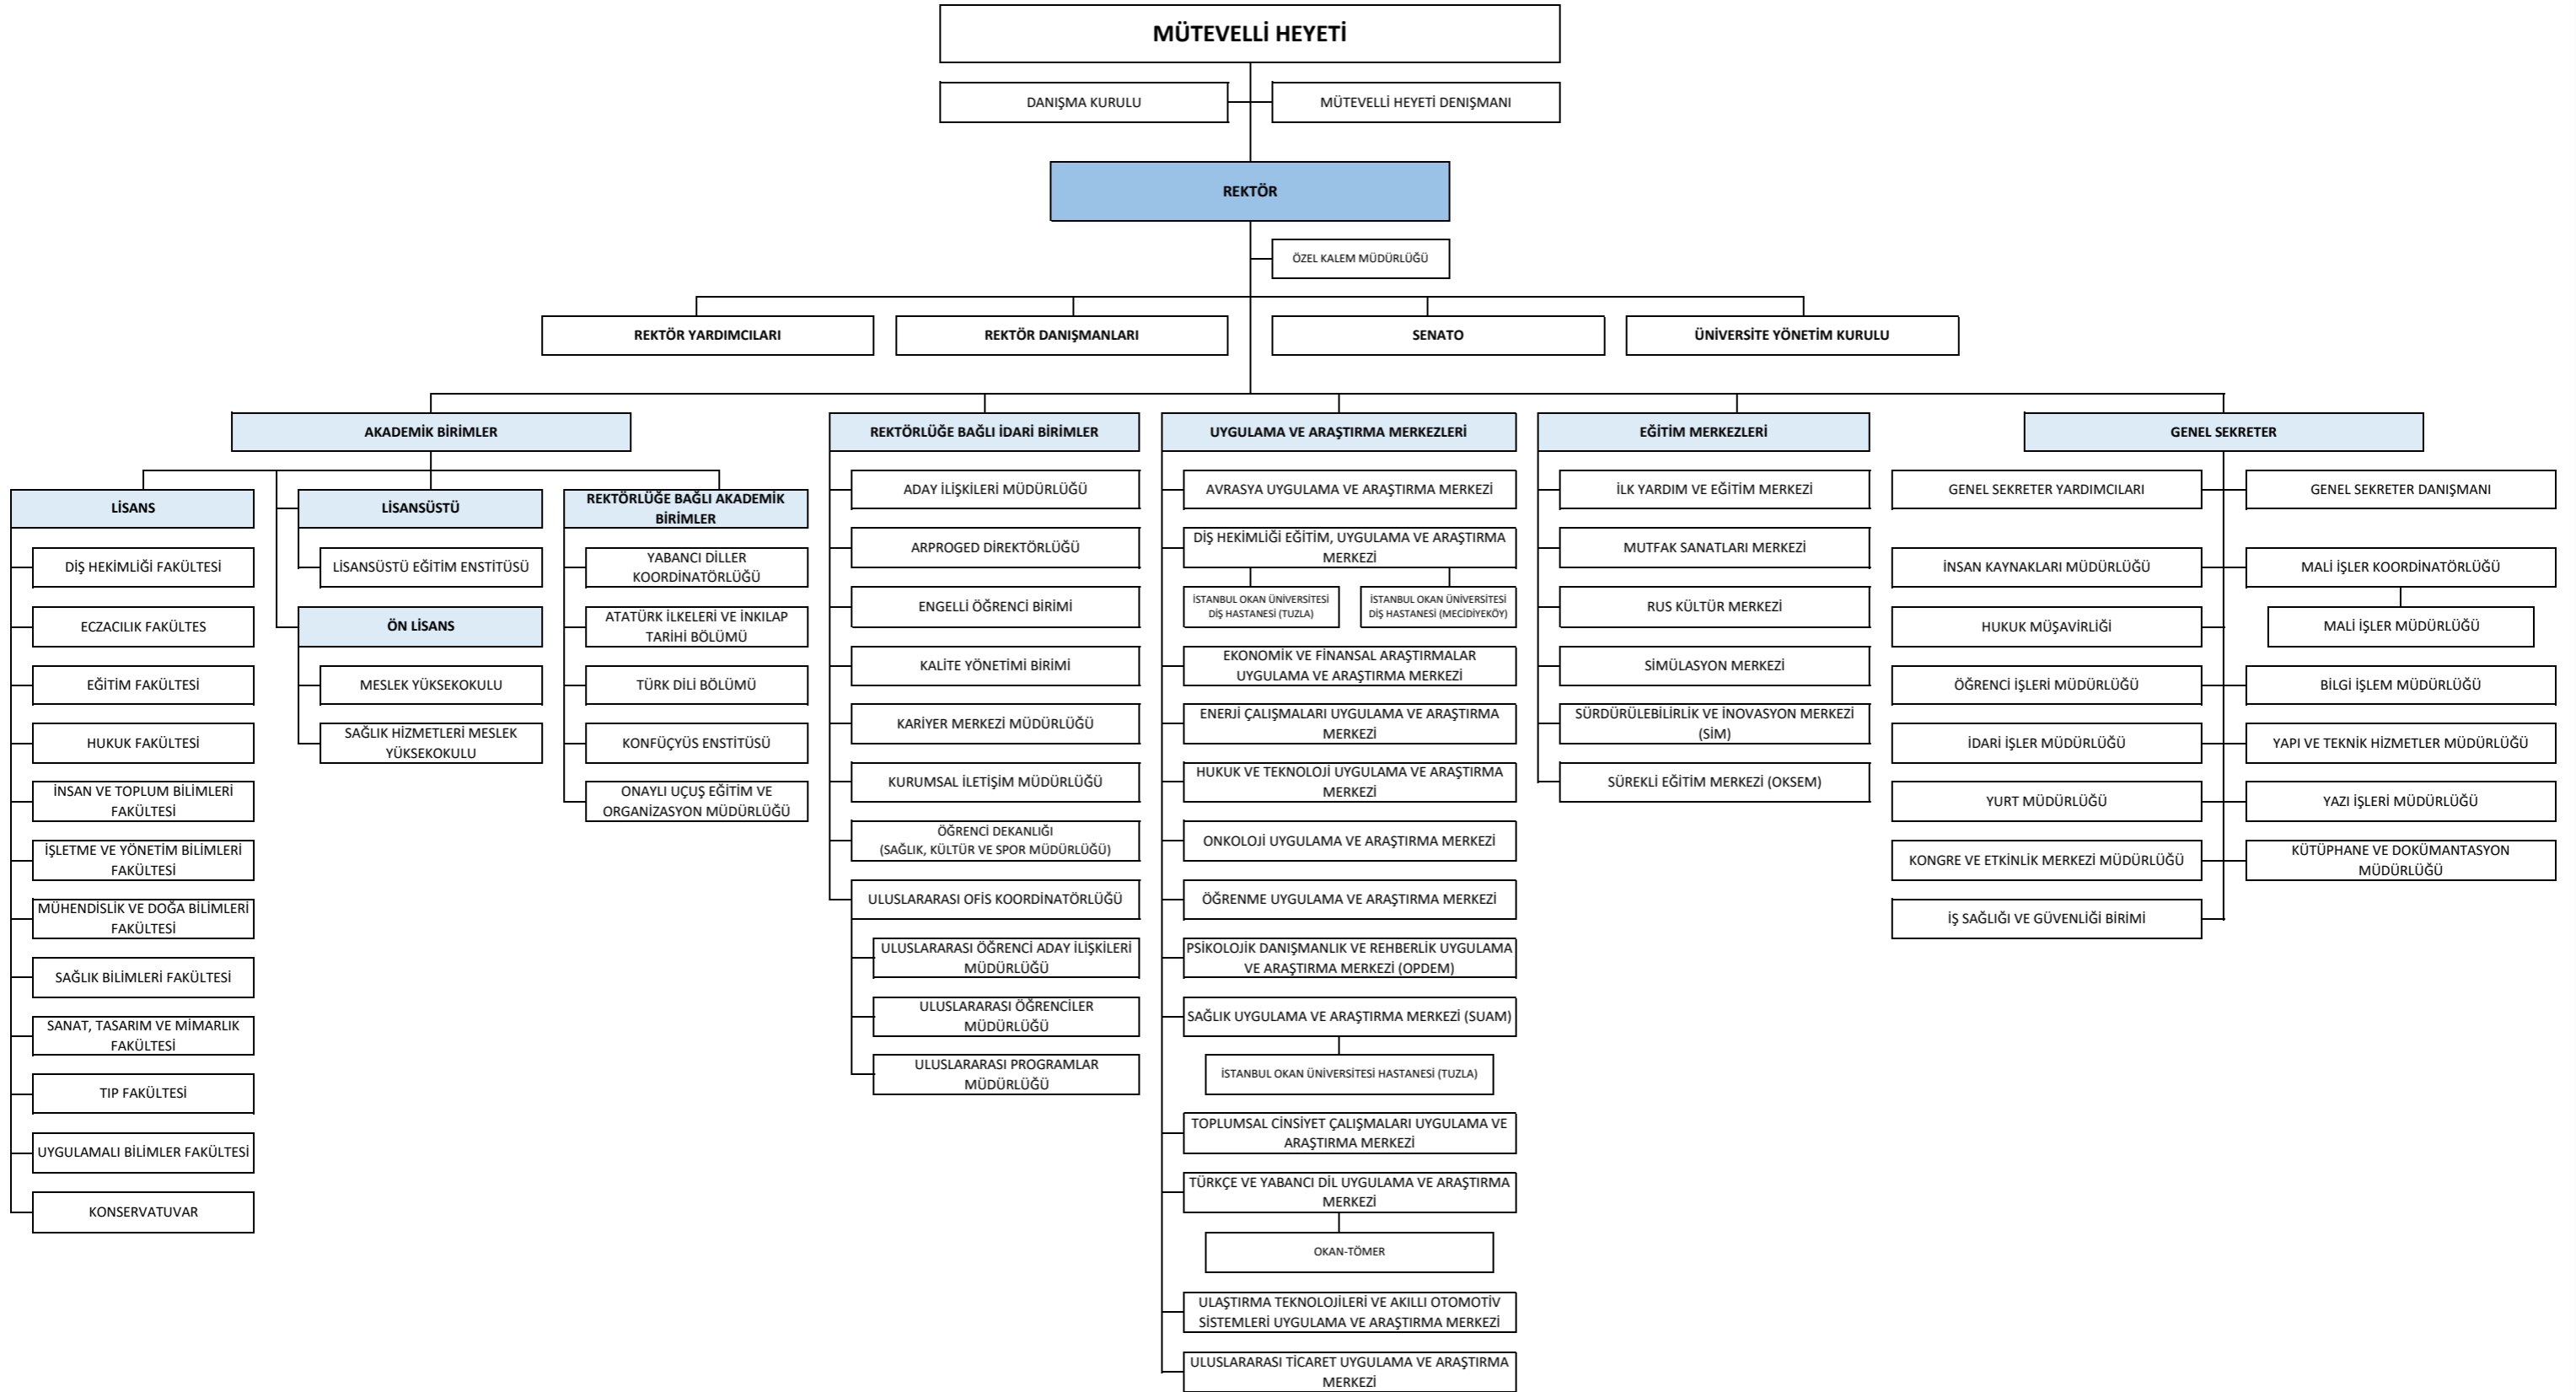 MÜTEVELLİ HEYETİ
DANIŞMA KURULU
MÜTEVELLİ HEYETİ DENIŞMANI
REKTÖR
ÖZEL KALEM MÜDÜRLÜĞÜ
REKTÖR YARDIMCILARI
REKTÖR DANIŞMANLARI
SENATO
ÜNİVERSİTE YÖNETİM KURULU
AKADEMİK BİRİMLER
LİSANS
DİŞ HEKİMLİĞİ FAKÜLTESİ
ECZACILIK FAKÜLTES
EĞİTİM FAKÜLTESİ
HUKUK FAKÜLTESİ
İNSAN VE TOPLUM BİLİMLERİ
FAKÜLTESİ
İŞLETME VE YÖNETİM BİLİMLERİ
FAKÜLTESİ
MÜHENDİSLİK VE DOĞA BİLİMLERİ
FAKÜLTESİ
SAĞLIK BİLİMLERİ FAKÜLTESİ
SANAT, TASARIM VE MİMARLIK
FAKÜLTESİ
TIP FAKÜLTESİ
UYGULAMALI BİLİMLER FAKÜLTESİ
KONSERVATUVAR
LİSANSÜSTÜ
LİSANSÜSTÜ EĞİTİM ENSTİTÜSÜ
ÖN LİSANS
MESLEK YÜKSEKOKULU
SAĞLIK HİZMETLERİ MESLEK
YÜKSEKOKULU
REKTÖRLÜĞE BAĞLI AKADEMİK
BİRİMLER
YABANCI DİLLER
KOORDİNATÖRLÜĞÜ
ATATÜRK İLKELERİ VE İNKILAP
TARİHİ BÖLÜMÜ
TÜRK DİLİ BÖLÜMÜ
KONFÜÇYÜS ENSTİTÜSÜ
ONAYLI UÇUŞ EĞİTİM VE
ORGANİZASYON MÜDÜRLÜĞÜ
REKTÖRLÜĞE BAĞLI İDARİ BİRİMLER
ADAY İLİŞKİLERİ MÜDÜRLÜĞÜ
ARPROGED DİREKTÖRLÜĞÜ
ENGELLİ ÖĞRENCİ BİRİMİ
KALİTE YÖNETİMİ BİRİMİ
KARİYER MERKEZİ MÜDÜRLÜĞÜ
KURUMSAL İLETİŞİM MÜDÜRLÜĞÜ
ÖĞRENCİ DEKANLIĞI
(SAĞLIK, KÜLTÜR VE SPOR MÜDÜRLÜĞÜ)
ULUSLARARASI OFİS KOORDİNATÖRLÜĞÜ
ULUSLARARASI ÖĞRENCİ ADAY İLİŞKİLERİ
MÜDÜRLÜĞÜ
ULUSLARARASI ÖĞRENCİLER
MÜDÜRLÜĞÜ
ULUSLARARASI PROGRAMLAR
MÜDÜRLÜĞÜ
UYGULAMA VE ARAŞTIRMA MERKEZLERİ
AVRASYA UYGULAMA VE ARAŞTIRMA MERKEZİ
DİŞ HEKİMLİĞİ EĞİTİM, UYGULAMA VE ARAŞTIRMA
MERKEZİ
İSTANBUL OKAN ÜNİVERSİTESİ
DİŞ HASTANESİ (TUZLA)
İSTANBUL OKAN ÜNİVERSİTESİ
DİŞ HASTANESİ (MECİDİYEKÖY)
EKONOMİK VE FİNANSAL ARAŞTIRMALAR
UYGULAMA VE ARAŞTIRMA MERKEZİ
ENERJİ ÇALIŞMALARI UYGULAMA VE ARAŞTIRMA
MERKEZİ
HUKUK VE TEKNOLOJİ UYGULAMA VE ARAŞTIRMA
MERKEZİ
ONKOLOJİ UYGULAMA VE ARAŞTIRMA MERKEZİ
ÖĞRENME UYGULAMA VE ARAŞTIRMA MERKEZİ
PSİKOLOJİK DANIŞMANLIK VE REHBERLİK UYGULAMA
VE ARAŞTIRMA MERKEZİ (OPDEM)
SAĞLIK UYGULAMA VE ARAŞTIRMA MERKEZİ (SUAM)
İSTANBUL OKAN ÜNİVERSİTESİ HASTANESİ (TUZLA)
TOPLUMSAL CİNSİYET ÇALIŞMALARI UYGULAMA VE
ARAŞTIRMA MERKEZİ
TÜRKÇE VE YABANCI DİL UYGULAMA VE ARAŞTIRMA
MERKEZİ
OKAN-TÖMER
ULAŞTIRMA TEKNOLOJİLERİ VE AKILLI OTOMOTİV
SİSTEMLERİ UYGULAMA VE ARAŞTIRMA MERKEZİ
ULUSLARARASI TİCARET UYGULAMA VE ARAŞTIRMA
MERKEZİ
EĞİTİM MERKEZLERİ
İLK YARDIM VE EĞİTİM MERKEZİ
MUTFAK SANATLARI MERKEZİ
RUS KÜLTÜR MERKEZİ
SİMÜLASYON MERKEZİ
SÜRDÜRÜLEBİLİRLİK VE İNOVASYON MERKEZİ
(SİM)
SÜREKLİ EĞİTİM MERKEZİ (OKSEM)
GENEL SEKRETER
GENEL SEKRETER YARDIMCILARI
GENEL SEKRETER DANIŞMANI
İNSAN KAYNAKLARI MÜDÜRLÜĞÜ
MALİ İŞLER KOORDİNATÖRLÜĞÜ
HUKUK MÜŞAVİRLİĞİ
MALİ İŞLER MÜDÜRLÜĞÜ
ÖĞRENCİ İŞLERİ MÜDÜRLÜĞÜ
BİLGİ İŞLEM MÜDÜRLÜĞÜ
İDARİ İŞLER MÜDÜRLÜĞÜ
YAPI VE TEKNİK HİZMETLER MÜDÜRLÜĞÜ
YURT MÜDÜRLÜĞÜ
YAZI İŞLERİ MÜDÜRLÜĞÜ
KONGRE VE ETKİNLİK MERKEZİ MÜDÜRLÜĞÜ
KÜTÜPHANE VE DOKÜMANTASYON
MÜDÜRLÜĞÜ
İŞ SAĞLIĞI VE GÜVENLİĞİ BİRİMİ